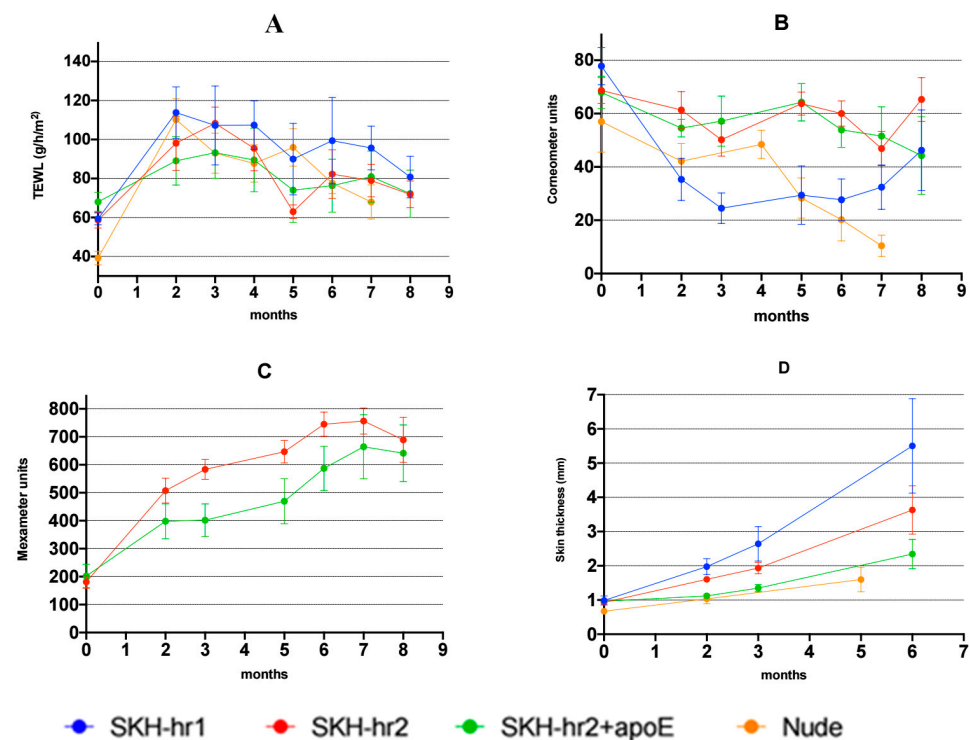 A
B
TEWL (g/h/m²)
140
120
100
80
60
40
0 1 2 3 4 5 6 7 8 9
months
Corneometer units
80
60
40
20
0
0 1 2 3 4 5 6 7 8 9
months
C
D
Mexameter units
800
700
600
500
400
300
200
100
0
0 1 2 3 4 5 6 7 8 9
months
Skin thickness (mm)
7
6
5
4
3
2
1
0
0 1 2 3 4 5 6 7
months
SKH-hr1 SKH-hr2 SKH-hr2+apoE Nude